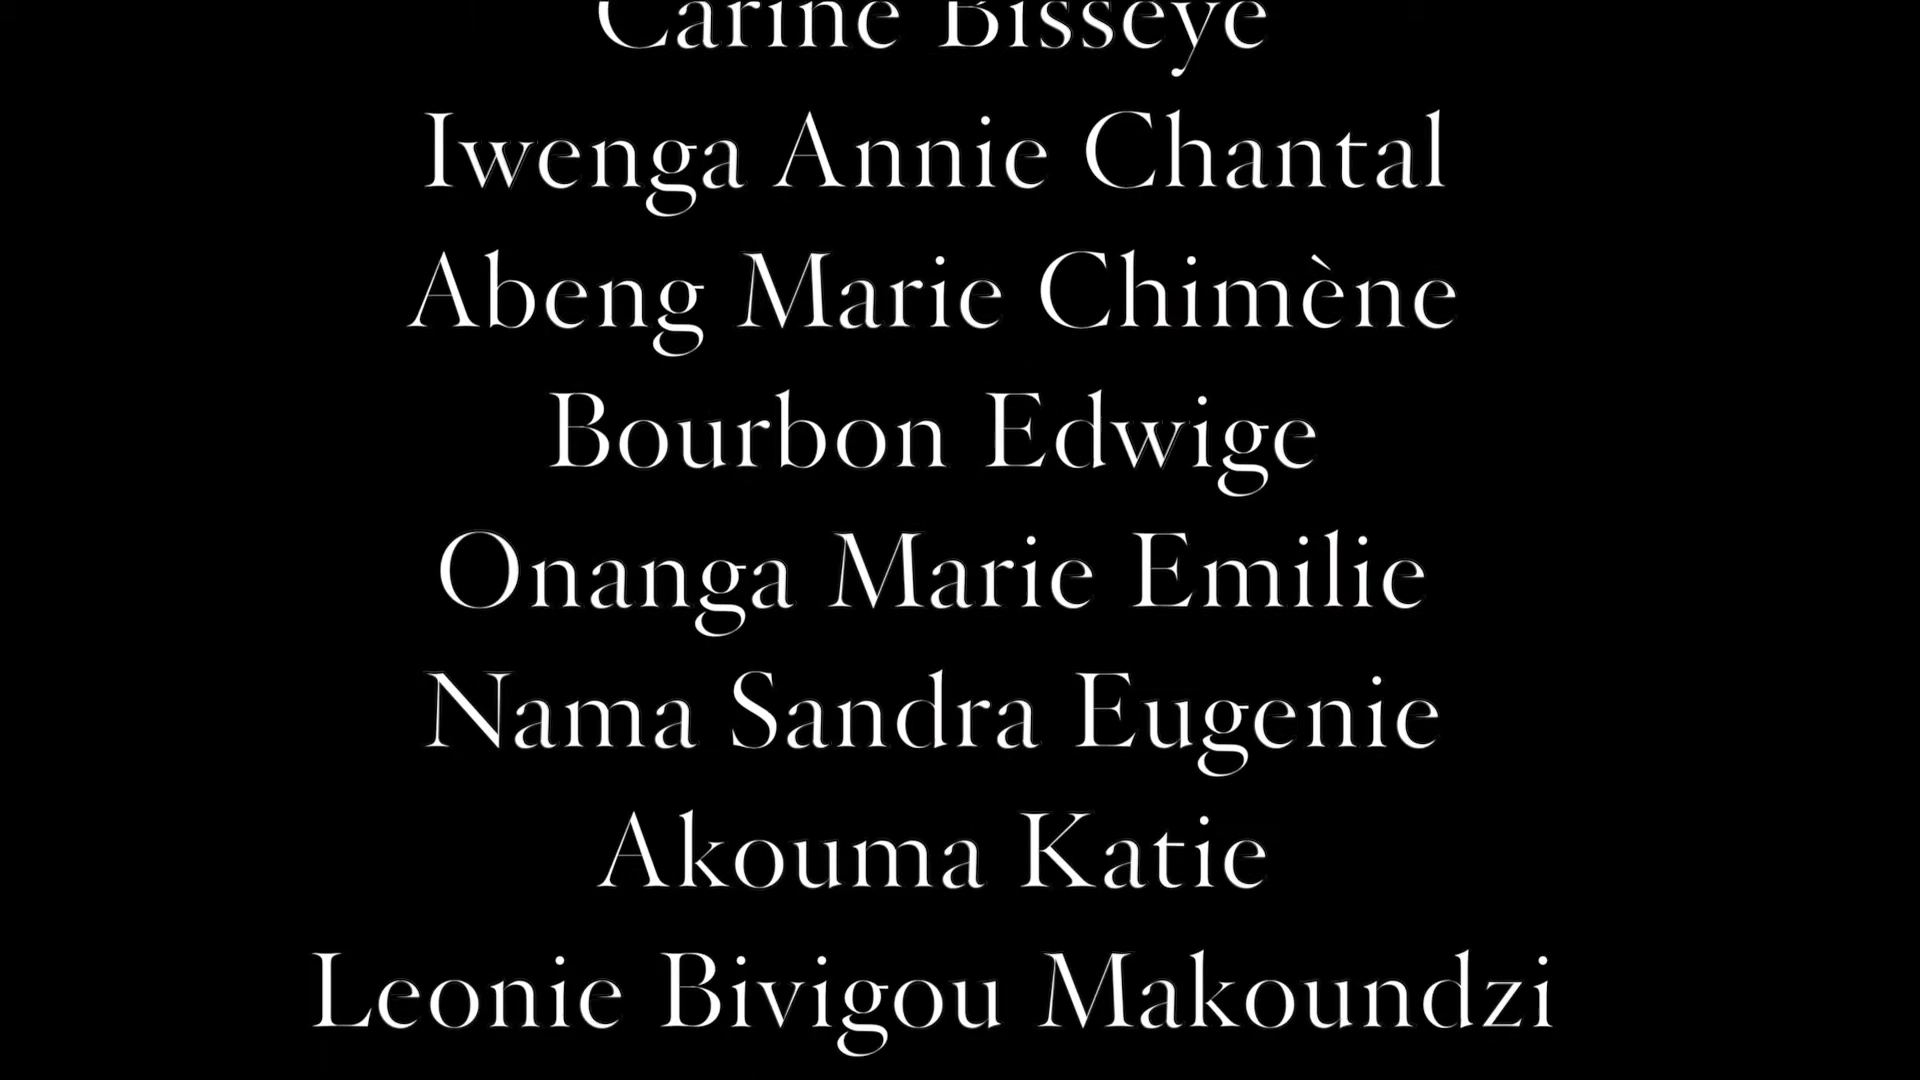 Carine Bisseye
Iwenga Annie Chantal
Abeng Marie Chimène
Bourbon Edwige
Onanga Marie Emilie
Nama Sandra Eugenie
Akouma Katie
Leonie Bivigou Makoundzi